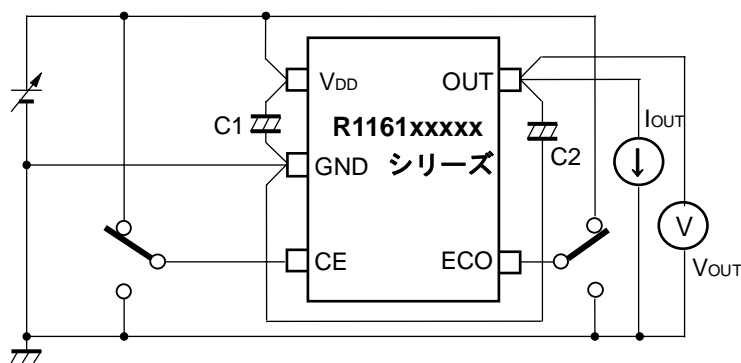 VDD
OUT
C1
R1161xxxxx
シリーズ
C2
IOUT
GND
V
VOUT
CE
ECO